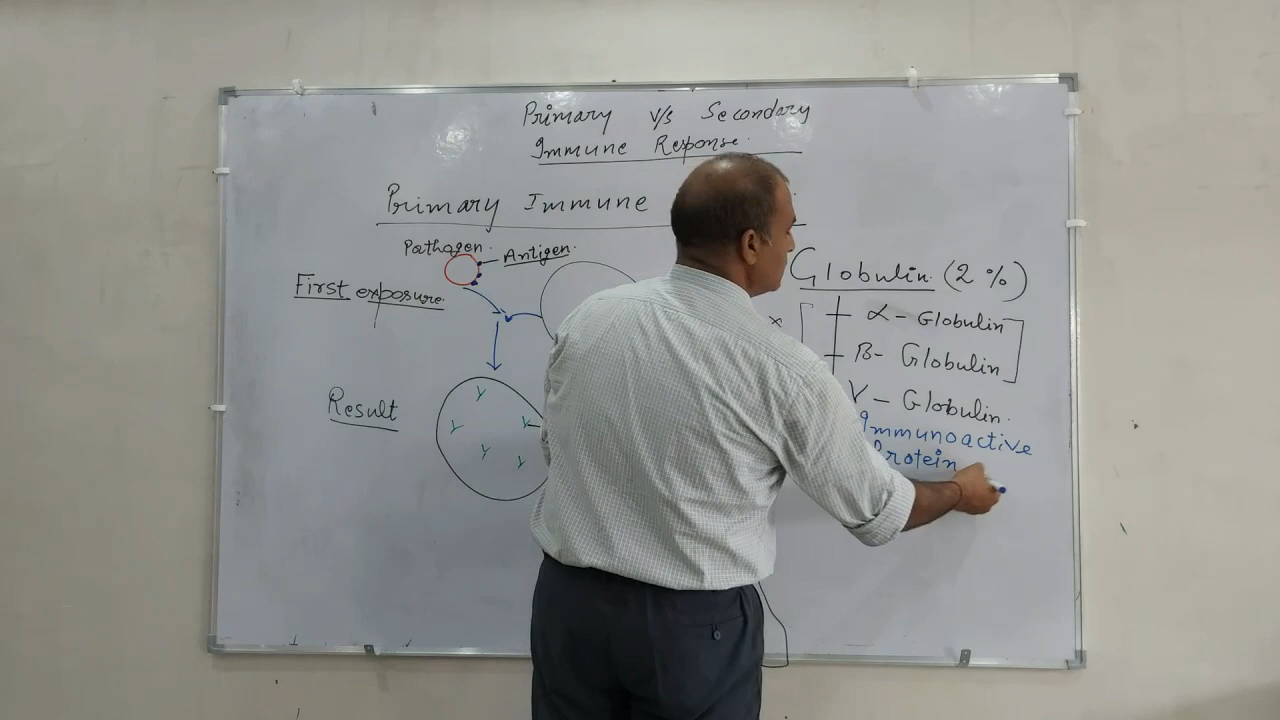 Primary v/s Secondary
Immune Response.
Primary Immune
Pathogen.
Antigen.
First exposure.
Result
Y
Y
Y
Y
Y
Globulin. (2 %)
× α - Globulin
β - Globulin
γ - Globulin.
Immunoactive
Protein